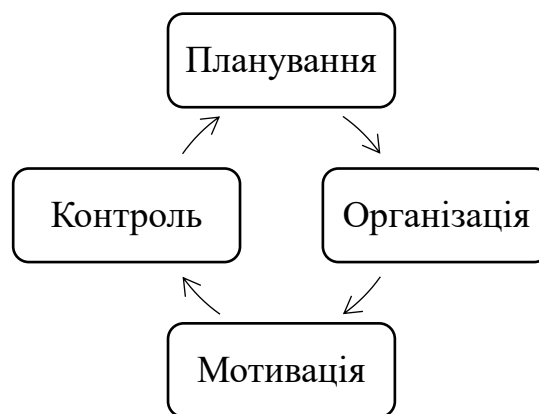 Планування
Контроль
Організація
Мотивація